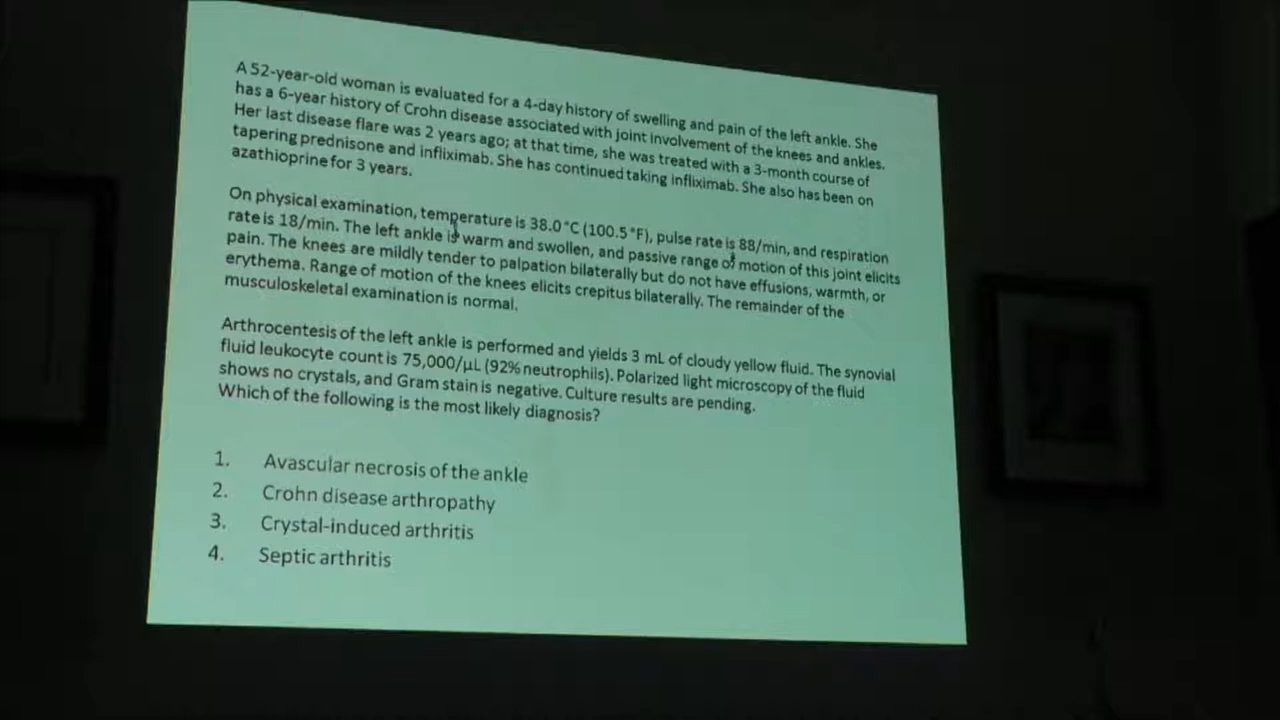 A 52-year-old woman is evaluated for a 4-day history of swelling and pain of the left ankle. She
has a 6-year history of Crohn disease associated with joint involvement of the knees and ankles.
Her last disease flare was 2 years ago; at that time, she was treated with a 3-month course of
tapering prednisone and infliximab. She has continued taking infliximab. She also has been on
azathioprine for 3 years.
On physical examination, temperature is 38.0 °C (100.5 °F), pulse rate is 88/min, and respiration
rate is 18/min. The left ankle is warm and swollen, and passive range of motion of this joint elicits
pain. The knees are mildly tender to palpation bilaterally but do not have effusions, warmth, or
erythema. Range of motion of the knees elicits crepitus bilaterally. The remainder of the
musculoskeletal examination is normal.
Arthrocentesis of the left ankle is performed and yields 3 mL of cloudy yellow fluid. The synovial
fluid leukocyte count is 75,000/µL (92% neutrophils). Polarized light microscopy of the fluid
shows no crystals, and Gram stain is negative. Culture results are pending.
Which of the following is the most likely diagnosis?
1. Avascular necrosis of the ankle
2. Crohn disease arthropathy
3. Crystal-induced arthritis
4. Septic arthritis